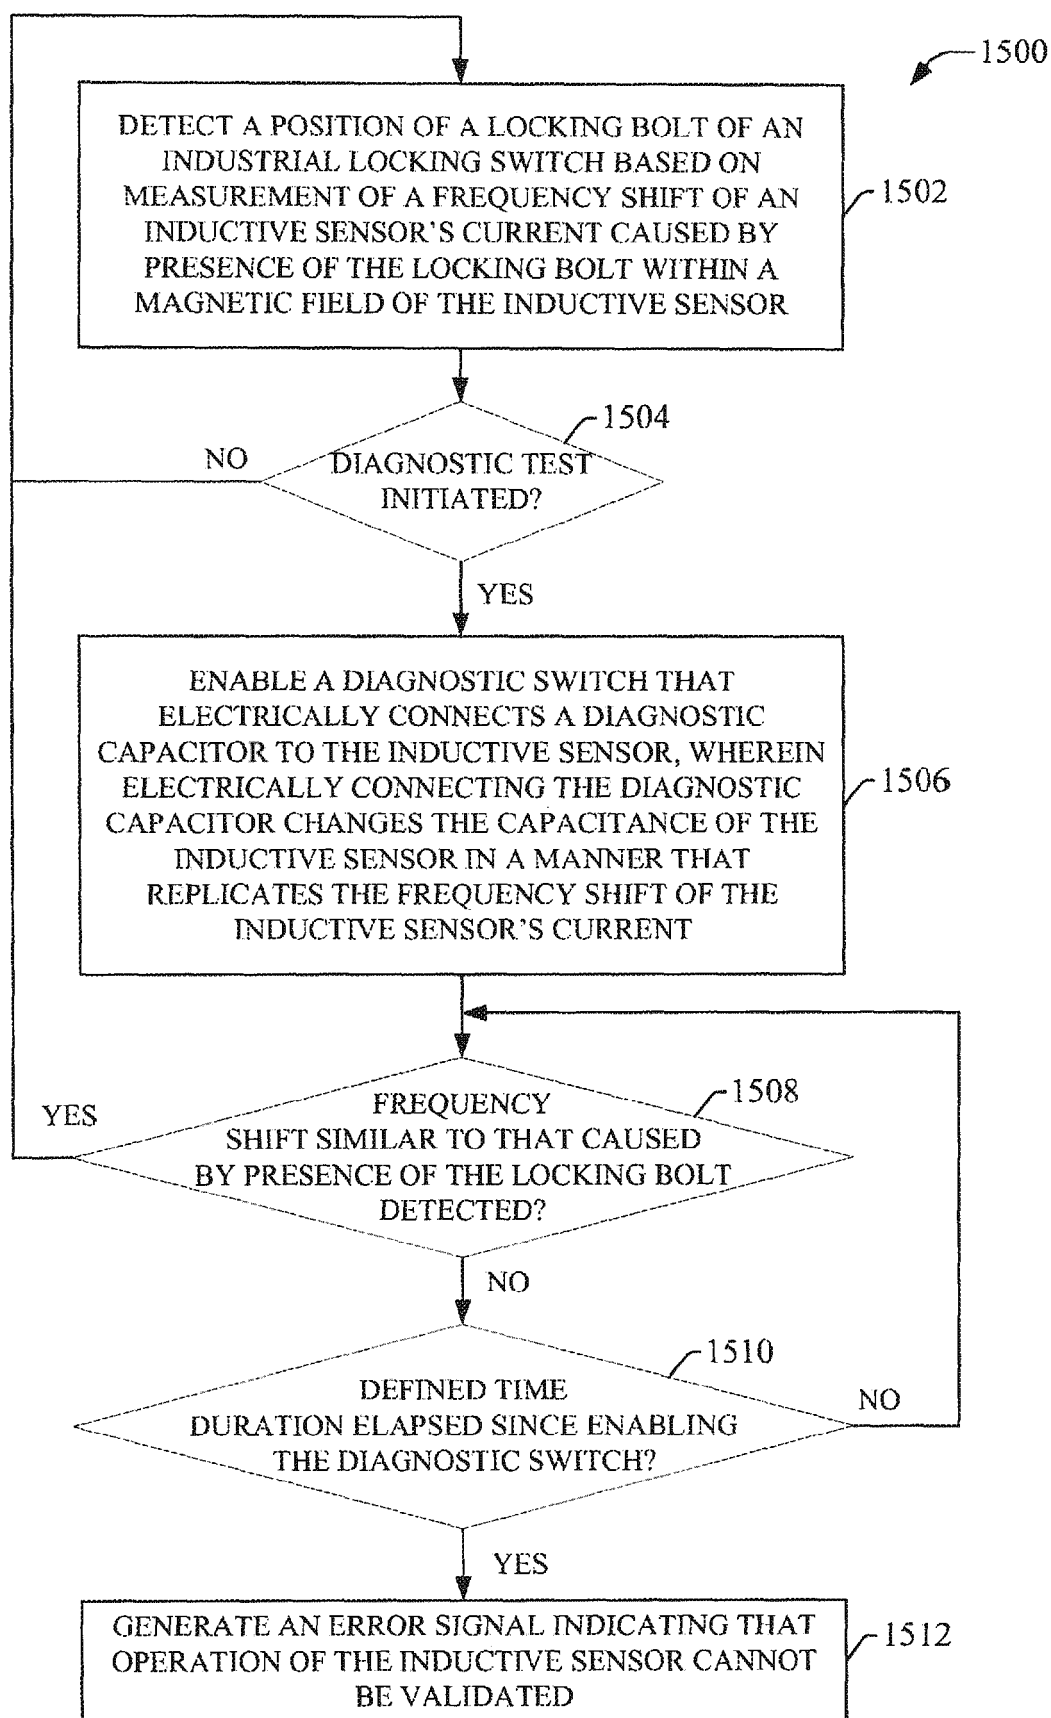 1500
DETECT A POSITION OF A LOCKING BOLT OF AN
INDUSTRIAL LOCKING SWITCH BASED ON
MEASUREMENT OF A FREQUENCY SHIFT OF AN
INDUCTIVE SENSOR'S CURRENT CAUSED BY
PRESENCE OF THE LOCKING BOLT WITHIN A
MAGNETIC FIELD OF THE INDUCTIVE SENSOR
1502
1504
NO
DIAGNOSTIC TEST
INITIATED?
YES
ENABLE A DIAGNOSTIC SWITCH THAT
ELECTRICALLY CONNECTS A DIAGNOSTIC
CAPACITOR TO THE INDUCTIVE SENSOR, WHEREIN
ELECTRICALLY CONNECTING THE DIAGNOSTIC
CAPACITOR CHANGES THE CAPACITANCE OF THE
INDUCTIVE SENSOR IN A MANNER THAT
REPLICATES THE FREQUENCY SHIFT OF THE
INDUCTIVE SENSOR'S CURRENT
1506
1508
YES
FREQUENCY
SHIFT SIMILAR TO THAT CAUSED
BY PRESENCE OF THE LOCKING BOLT
DETECTED?
NO
1510
DEFINED TIME
DURATION ELAPSED SINCE ENABLING
THE DIAGNOSTIC SWITCH?
NO
YES
GENERATE AN ERROR SIGNAL INDICATING THAT
OPERATION OF THE INDUCTIVE SENSOR CANNOT
BE VALIDATED
1512